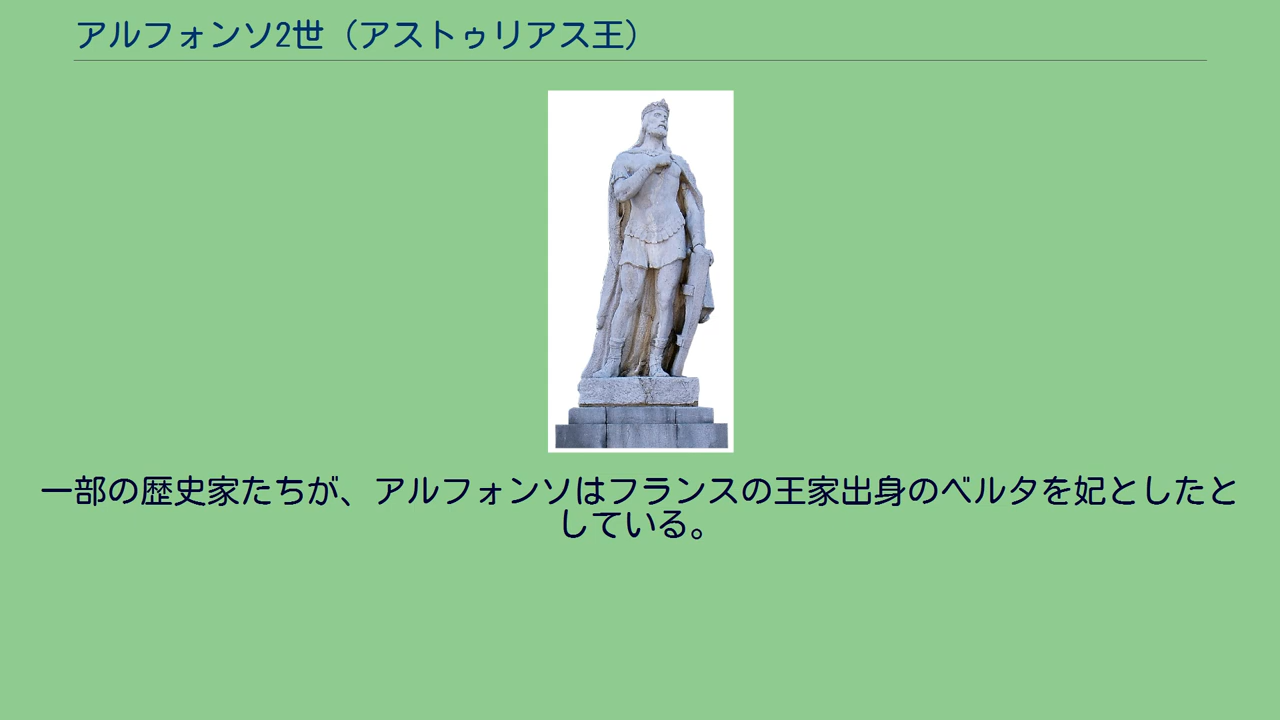 アルフォンソ2世（アストゥリアス王）
一部の歴史家たちが、アルフォンソはフランスの王家出身のベルタを妃としたと
している。